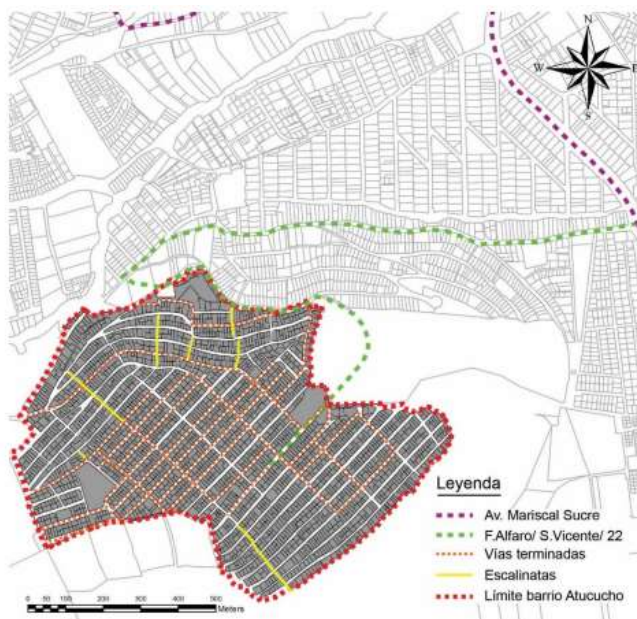 N
W
E
S
Leyenda
Av. Mariscal Sucre
F.Alfaro/ S.Vicente/ 22
Vías terminadas
Escalinatas
Límite barrio Atucucho
0 50 100 200 300 400 500
Meters